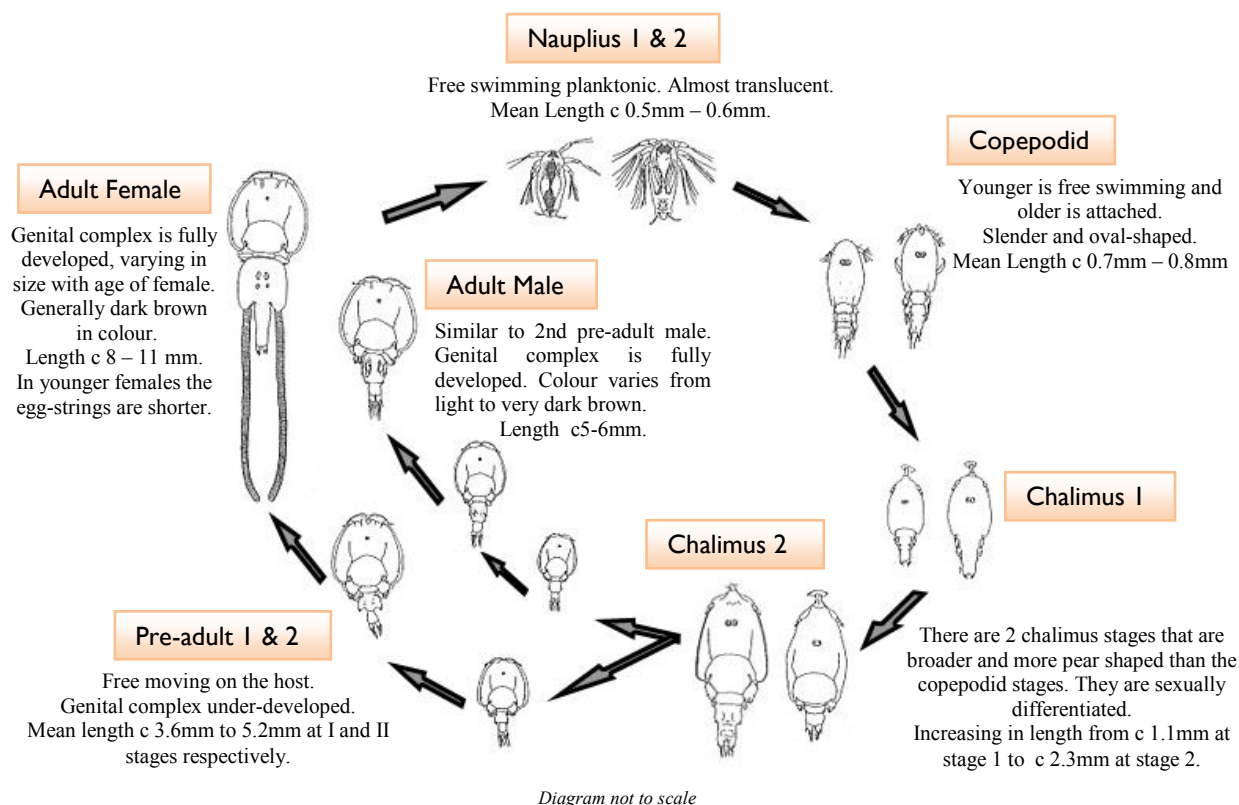 Nauplius 1 & 2
Free swimming planktonic. Almost translucent.
Mean Length c 0.5mm – 0.6mm.
Copepodid
Younger is free swimming and
older is attached.
Slender and oval-shaped.
Mean Length c 0.7mm – 0.8mm
Adult Female
Genital complex is fully
developed, varying in
size with age of female.
Generally dark brown
in colour.
Length c 8 – 11 mm.
In younger females the
egg-strings are shorter.
Adult Male
Similar to 2nd pre-adult male.
Genital complex is fully
developed. Colour varies from
light to very dark brown.
Length c5-6mm.
Chalimus 1
Chalimus 2
There are 2 chalimus stages that are
broader and more pear shaped than the
copepodid stages. They are sexually
differentiated.
Increasing in length from c 1.1mm at
stage 1 to c 2.3mm at stage 2.
Pre-adult 1 & 2
Free moving on the host.
Genital complex under-developed.
Mean length c 3.6mm to 5.2mm at I and II
stages respectively.
Diagram not to scale